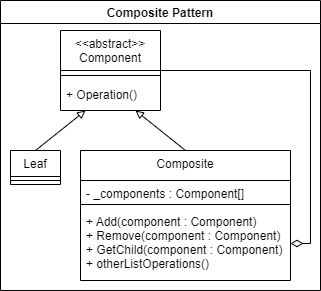 Composite Pattern
<<abstract>>
Component
+ Operation()
Leaf
Composite
- _components : Component[]
+ Add(component : Component)
+ Remove(component : Component)
+ GetChild(component : Component)
+ otherListOperations()